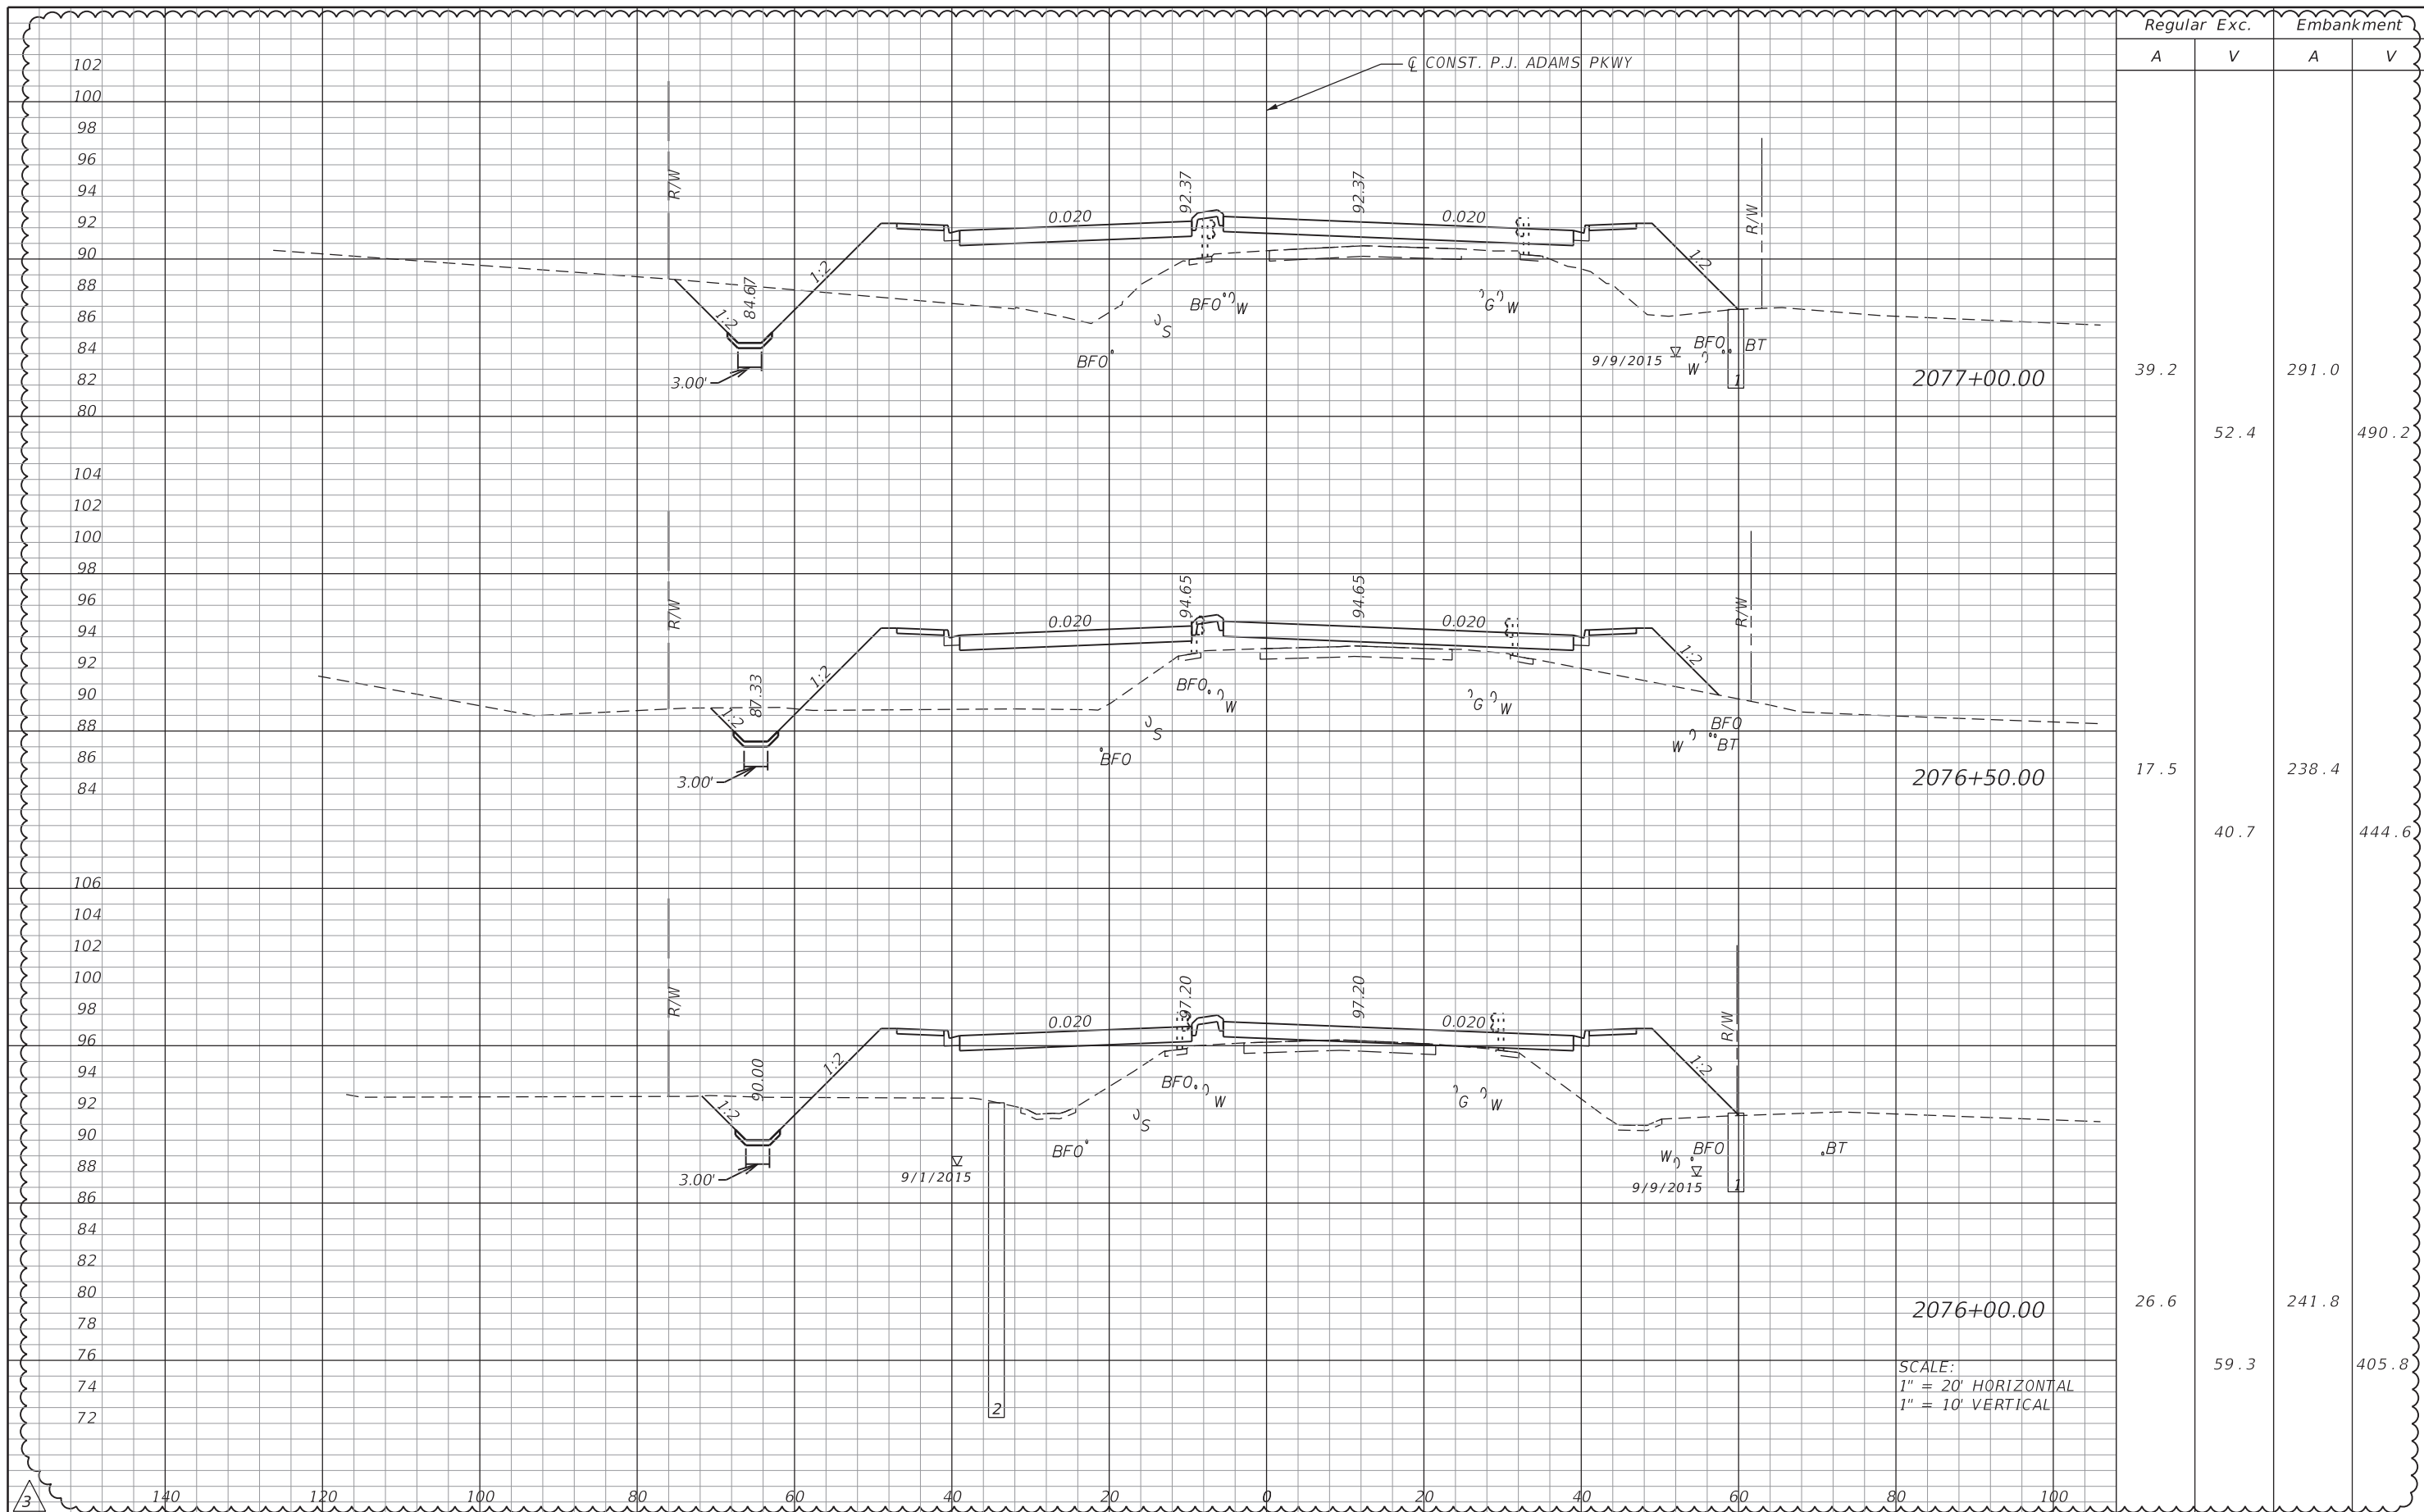 Regular Exc. Embankment
A V A V
102
100
98
96
94
92
90
88
86
84
82
80
℄ CONST. P.J. ADAMS PKWY
R/W
92.37
92.37
R/W
0.020
0.020
1:2
1:2
1:2
84.67
3.00'
BFO
S
BFO W
G W
9/9/2015
BFO BT
W
1
2077+00.00
39.2 291.0
52.4 490.2
104
102
100
98
96
94
92
90
88
86
84
R/W
94.65
94.65
R/W
0.020
0.020
1:2
1:2
1:2
87.33
3.00'
BFO
S
BFO W
G W
BFO
W BT
2076+50.00
17.5 238.4
40.7 444.6
106
104
102
100
98
96
94
92
90
88
86
84
82
80
78
76
74
72
R/W
97.20
97.20
R/W
0.020
0.020
1:2
1:2
1:2
90.00
3.00'
9/1/2015
BFO
S
BFO W
G W
W BFO BT
9/9/2015
1
2
2076+00.00
26.6 241.8
59.3 405.8
SCALE:
1" = 20' HORIZONTAL
1" = 10' VERTICAL
3
140 120 100 80 60 40 20 0 20 40 60 80 100